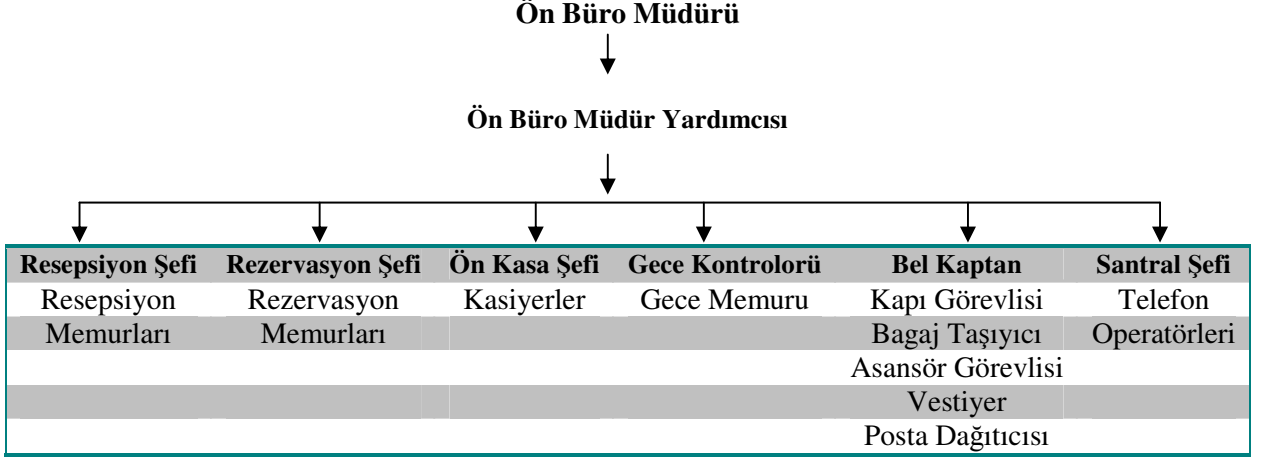 Ön Büro Müdürü
Ön Büro Müdür Yardımcısı
Resepsiyon Şefi Rezervasyon Şefi Ön Kasa Şefi Gece Kontrolorü Bel Kaptan Santral Şefi
Resepsiyon Rezervasyon Kasiyerler Gece Memuru Kapı Görevlisi Telefon
Memurları Memurları Bagaj Taşıyıcı Operatörleri
Asansör Görevlisi
Vestiyer
Posta Dağıtıcısı